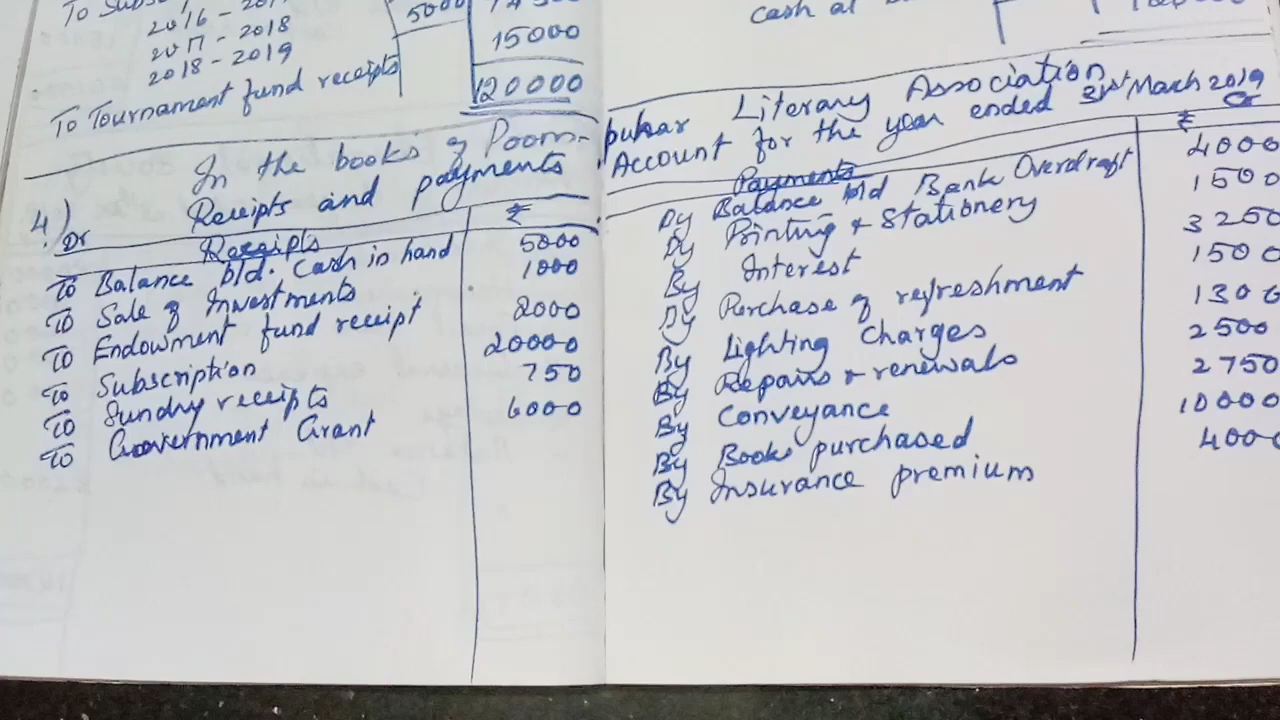 To Subsc
2016 - 201
2017 - 2018
2018 - 2019
To Tournament fund receipts
5000
15000
120000
cash at
In the books of Poompuhar Literary Association
4.) Receipts and payments Account for the year ended 31st March 2019
Dr
Cr
Receipts ₹
To Balance b/d. Cash in hand 5000
To Sale of Investments 1000
To Endowment fund receipt 2000
To Subscription 20000
To Sundry receipts 750
To Government Grant 6000
Payments ₹
By Balance b/d Bank Overdraft 4000
By Printing & Stationery 1500
By Interest 3250
By Purchase of refreshment 1500
By Lighting Charges 1300
By Repairs & renewals 2500
By Conveyance 2750
By Books purchased 10000
By Insurance premium 4000